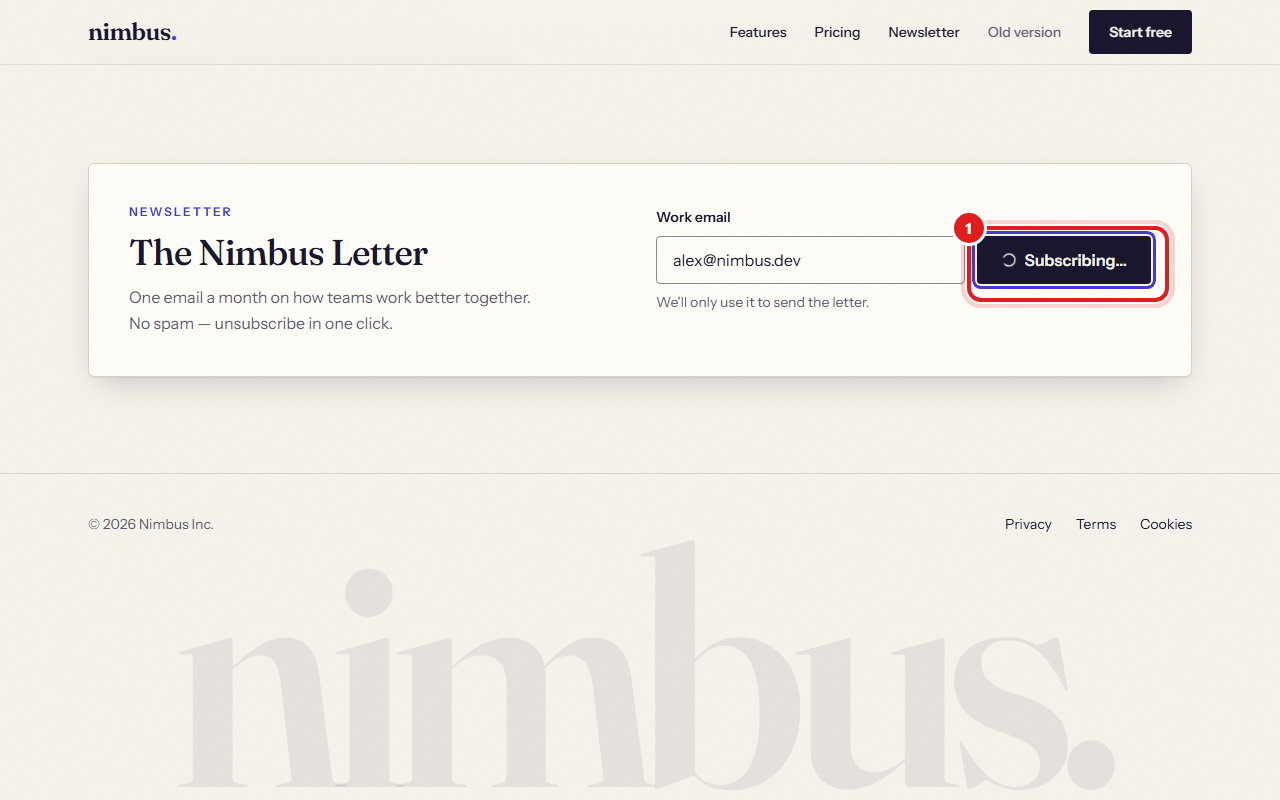 nimbus.
Features
Pricing
Newsletter
Old version
Start free
NEWSLETTER
The Nimbus Letter
One email a month on how teams work better together.
No spam — unsubscribe in one click.
Work email
alex@nimbus.dev
1
Subscribing...
We'll only use it to send the letter.
© 2026 Nimbus Inc.
Privacy
Terms
Cookies
nimbus.